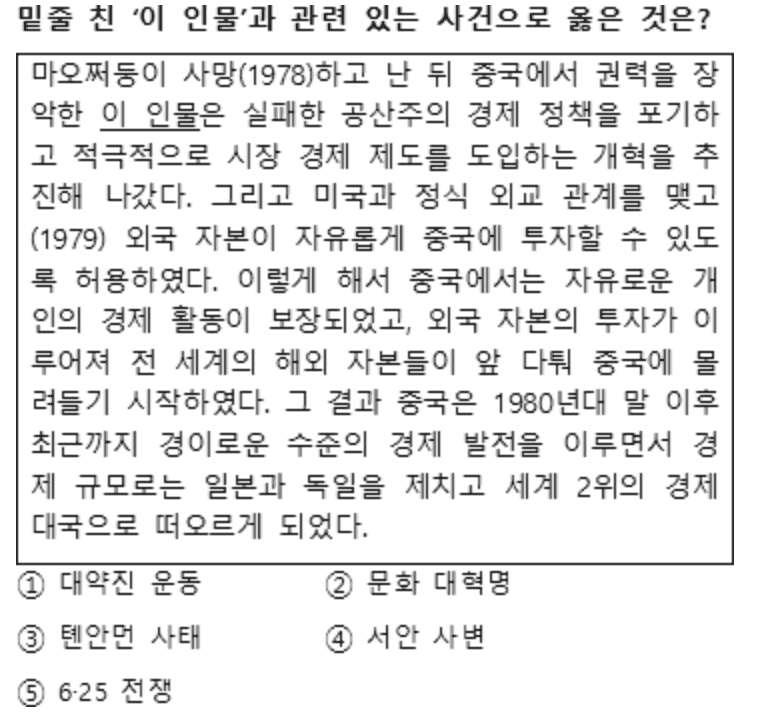 밑줄 친 '이 인물'과 관련 있는 사건으로 옳은 것은?
마오쩌둥이 사망(1978)하고 난 뒤 중국에서 권력을 장
악한 이 인물은 실패한 공산주의 경제 정책을 포기하
고 적극적으로 시장 경제 제도를 도입하는 개혁을 추
진해 나갔다. 그리고 미국과 정식 외교 관계를 맺고
(1979) 외국 자본이 자유롭게 중국에 투자할 수 있도
록 허용하였다. 이렇게 해서 중국에서는 자유로운 개
인의 경제 활동이 보장되었고, 외국 자본의 투자가 이
루어져 전 세계의 해외 자본들이 앞 다퉈 중국에 몰
려들기 시작하였다. 그 결과 중국은 1980년대 말 이후
최근까지 경이로운 수준의 경제 발전을 이루면서 경
제 규모로는 일본과 독일을 제치고 세계 2위의 경제
대국으로 떠오르게 되었다.
① 대약진 운동 ② 문화 대혁명
③ 톈안먼 사태 ④ 서안 사변
⑤ 6·25 전쟁